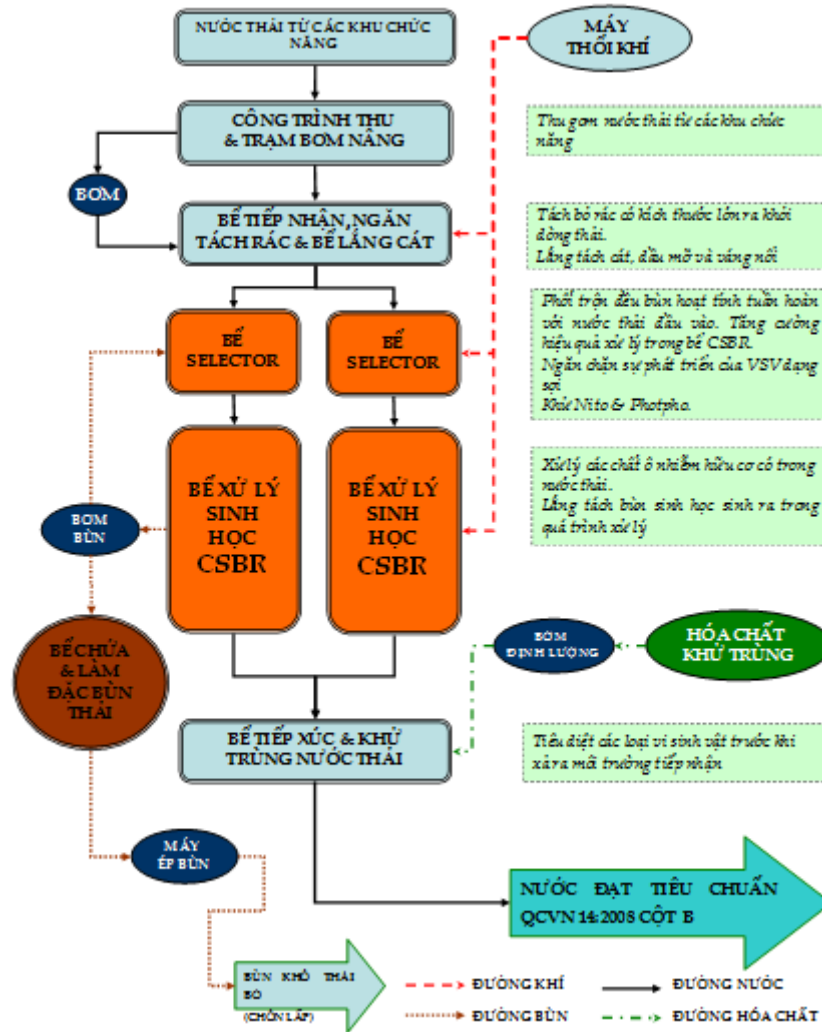 NƯỚC THẢI TỪ CÁC KHU CHỨC
NĂNG
MÁY
THỔI KHÍ
CÔNG TRÌNH THU
& TRẠM BƠM NÂNG
Thu gom nước thải từ các khu chức
năng
BƠM
BỂ TIẾP NHẬN, NGĂN
TÁCH RÁC & BỂ LẮNG CÁT
Tách bỏ rác có kích thước lớn ra khỏi
dòng thải.
Lắng tách cát, dầu mỡ và váng nổi
BỂ
SELECTOR
BỂ
SELECTOR
Phối trộn đều bùn hoạt tính tuần hoàn
với nước thải đầu vào. Tăng cường
hiệu quả xử lý trong bể CSBR.
Ngăn chặn sự phát triển của VSV dạng
sợi
Khử Nito & Photpho.
BỂ XỬ LÝ
SINH
HỌC
CSBR
BỂ XỬ LÝ
SINH
HỌC
CSBR
Xử lý các chất ô nhiễm hữu cơ có trong
nước thải.
Lắng tách bùn sinh học sinh ra trong
quá trình xử lý
BƠM
BÙN
BỂ CHỨA
& LÀM
ĐẶC BÙN
THẢI
BƠM
ĐỊNH LƯỢNG
HÓA CHẤT
KHỬ TRÙNG
BỂ TIẾP XÚC & KHỬ
TRÙNG NƯỚC THẢI
Tiêu diệt các loại vi sinh vật trước khi
xả ra môi trường tiếp nhận
MÁY
ÉP BÙN
NƯỚC ĐẠT TIÊU CHUẨN
QCVN 14:2008 CỘT B
BÙN KHÔ THẢI
BỎ
(CHÔN LẤP)
ĐƯỜNG KHÍ
ĐƯỜNG NƯỚC
ĐƯỜNG BÙN
ĐƯỜNG HÓA CHẤT